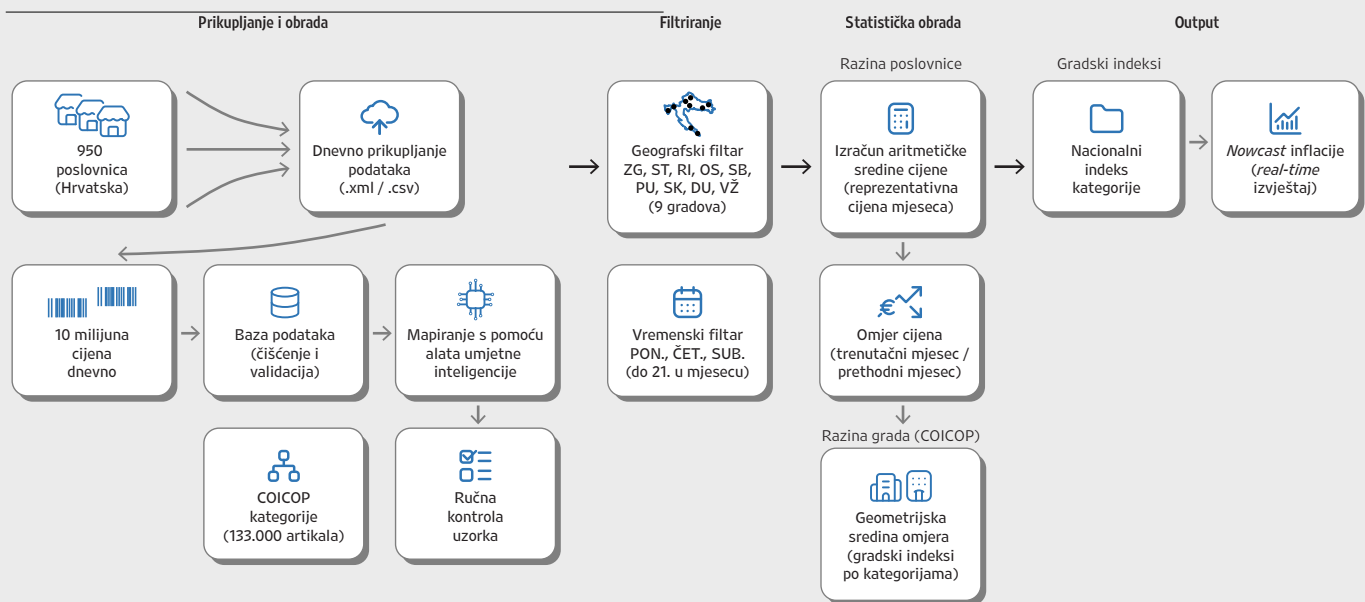 Prikupljanje i obrada
Filtriranje
Statistička obrada
Output
Razina poslovnice
Gradski indeksi
950
poslovnica
(Hrvatska)
Dnevno prikupljanje
podataka
(.xml / .csv)
Geografski filtar
ZG, ST, RI, OS, SB,
PU, SK, DU, VŽ
(9 gradova)
Izračun aritmetičke
sredine cijene
(reprezentativna
cijena mjeseca)
Nacionalni
indeks
kategorije
Nowcast inflacije
(real-time
izvještaj)
10 milijuna
cijena
dnevno
Baza podataka
(čišćenje i
validacija)
Mapiranje s pomoću
alata umjetne
inteligencije
Vremenski filtar
PON., ČET., SUB.
(do 21. u mjesecu)
€
Omjer cijena
(trenutačni mjesec /
prethodni mjesec)
Razina grada (COICOP)
COICOP
kategorije
(133.000 artikala)
Ručna
kontrola
uzorka
Geometrijska
sredina omjera
(gradski indeksi
po kategorijama)